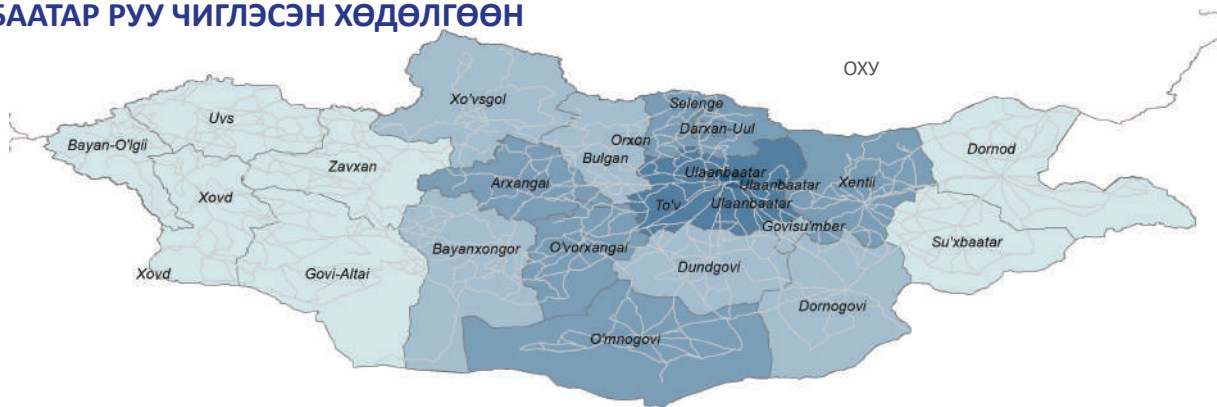 БААТАР РУУ ЧИГЛЭСЭН ХӨДӨЛГӨӨН
ОХУ
Xo'vsgol
Selenge
Uvs
Darxan-Uul
Orxon
Bayan-O'lgii
Dornod
Bulgan
Zavxan
Ulaanbaatar
Arxangai
Ulaanbaatar
Xentii
Xovd
To'v
Ulaanbaatar
Govisu'mber
Bayanxongor
O'vorxangai
Su'xbaatar
Xovd
Govi-Altai
Dundgovi
Dornogovi
O'mnogovi